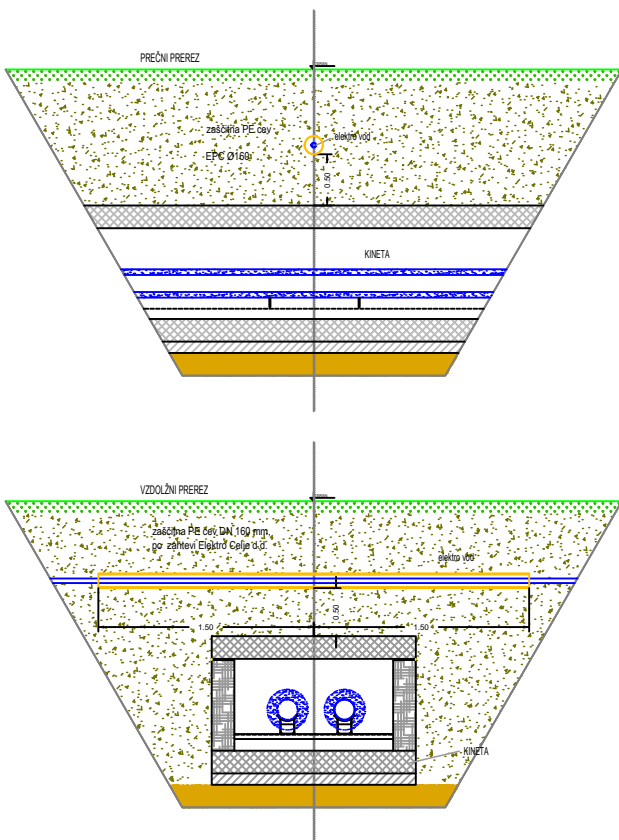 PREČNI PREREZ
zaščitna PE cev
elektro vod
EPC Ø160
0.50
KINETA
VZDOLŽNI PREREZ
zaščitna PE cev DN 160 mm
po zahtevi Elektro Celje d.d.
elektro vod
0.50
1.50
1.50
KINETA